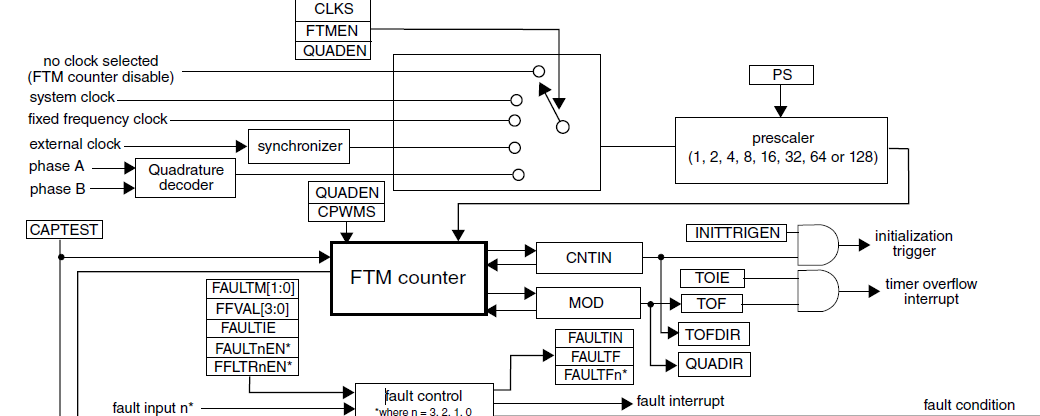 CLKS
FTMEN
QUADEN
no clock selected
(FTM counter disable)
system clock
fixed frequency clock
external clock
synchronizer
phase A
phase B
Quadrature
decoder
PS
prescaler
(1, 2, 4, 8, 16, 32, 64 or 128)
QUADEN
CPWMS
CAPTEST
FTM counter
CNTIN
MOD
INITTRIGEN
initialization
trigger
TOIE
TOF
timer overflow
interrupt
TOFDIR
QUADIR
FAULTM[1:0]
FFVAL[3:0]
FAULTIE
FAULTnEN*
FFLTRnEN*
FAULTIN
FAULTF
FAULTFn*
fault input n*
fault control
*where n = 3, 2, 1, 0
fault interrupt
fault condition